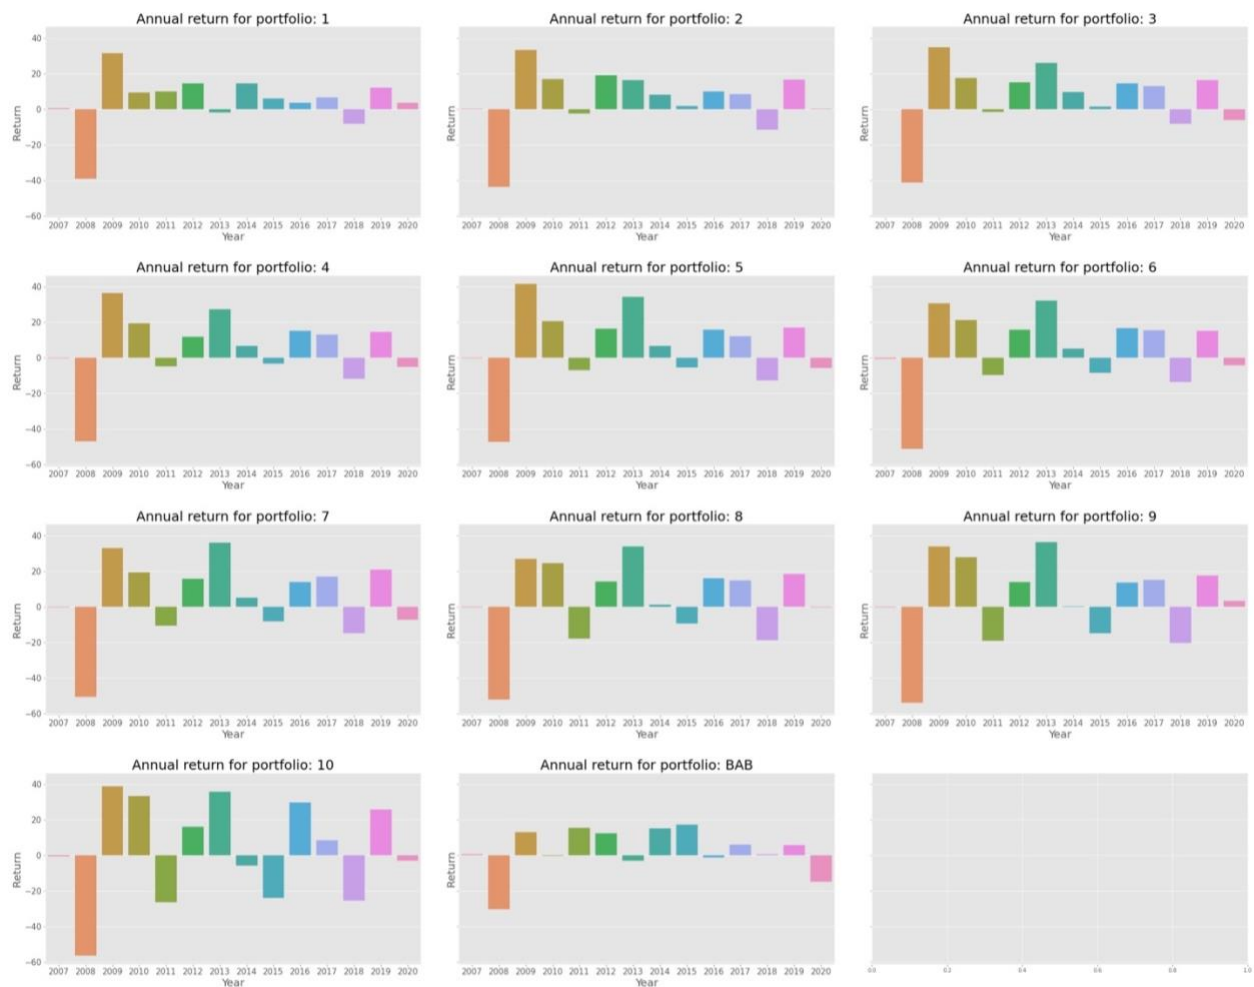 Annual return for portfolio: 1
40
20
0
−20
−40
−60
Return
2007 2008 2009 2010 2011 2012 2013 2014 2015 2016 2017 2018 2019 2020
Year
Annual return for portfolio: 2
Return
2007 2008 2009 2010 2011 2012 2013 2014 2015 2016 2017 2018 2019 2020
Year
Annual return for portfolio: 3
Return
2007 2008 2009 2010 2011 2012 2013 2014 2015 2016 2017 2018 2019 2020
Year
Annual return for portfolio: 4
40
20
0
−20
−40
−60
Return
2007 2008 2009 2010 2011 2012 2013 2014 2015 2016 2017 2018 2019 2020
Year
Annual return for portfolio: 5
Return
2007 2008 2009 2010 2011 2012 2013 2014 2015 2016 2017 2018 2019 2020
Year
Annual return for portfolio: 6
Return
2007 2008 2009 2010 2011 2012 2013 2014 2015 2016 2017 2018 2019 2020
Year
Annual return for portfolio: 7
40
20
0
−20
−40
−60
Return
2007 2008 2009 2010 2011 2012 2013 2014 2015 2016 2017 2018 2019 2020
Year
Annual return for portfolio: 8
Return
2007 2008 2009 2010 2011 2012 2013 2014 2015 2016 2017 2018 2019 2020
Year
Annual return for portfolio: 9
Return
2007 2008 2009 2010 2011 2012 2013 2014 2015 2016 2017 2018 2019 2020
Year
Annual return for portfolio: 10
40
20
0
−20
−40
−60
Return
2007 2008 2009 2010 2011 2012 2013 2014 2015 2016 2017 2018 2019 2020
Year
Annual return for portfolio: BAB
Return
2007 2008 2009 2010 2011 2012 2013 2014 2015 2016 2017 2018 2019 2020
Year
0.0 0.2 0.4 0.6 0.8 1.0